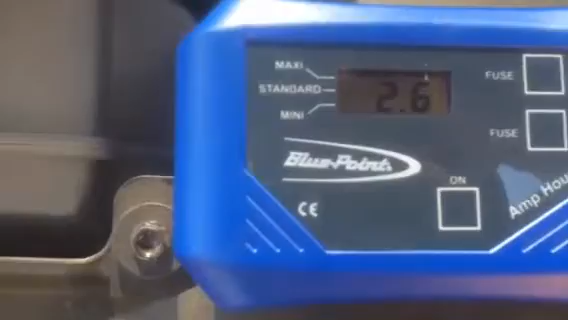 MAXI
STANDARD
MINI
2.6
FUSE
FUSE
Blue-Point
ON
CE
Amp Hou